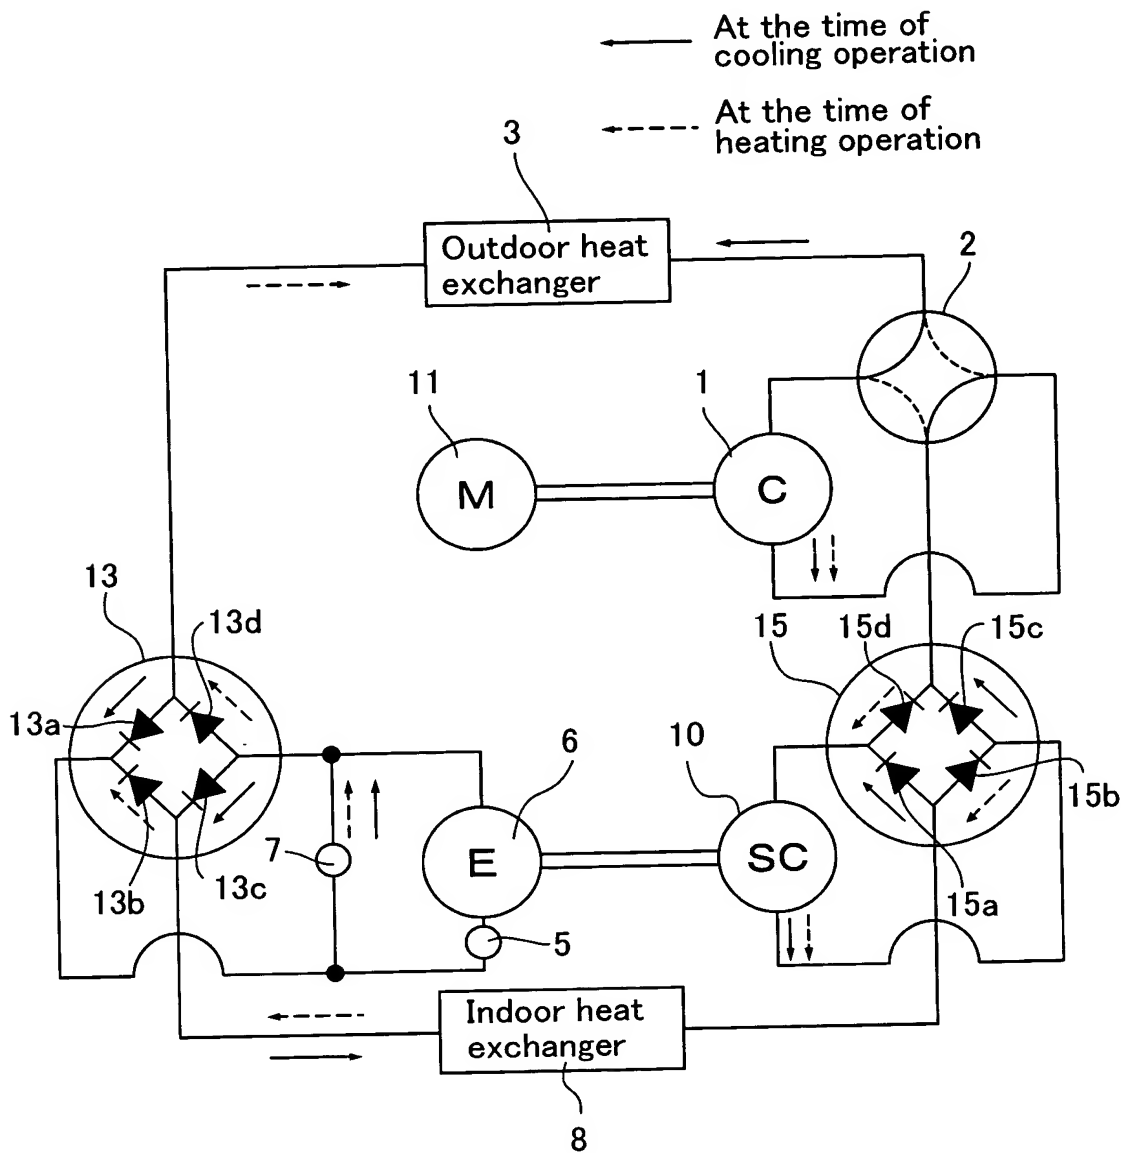 At the time of
cooling operation
At the time of
heating operation
3
Outdoor heat
exchanger
2
11
1
M
C
13
13d
15
15d
15c
13a
6
10
15b
7
E
SC
13b
13c
15a
5
Indoor heat
exchanger
8